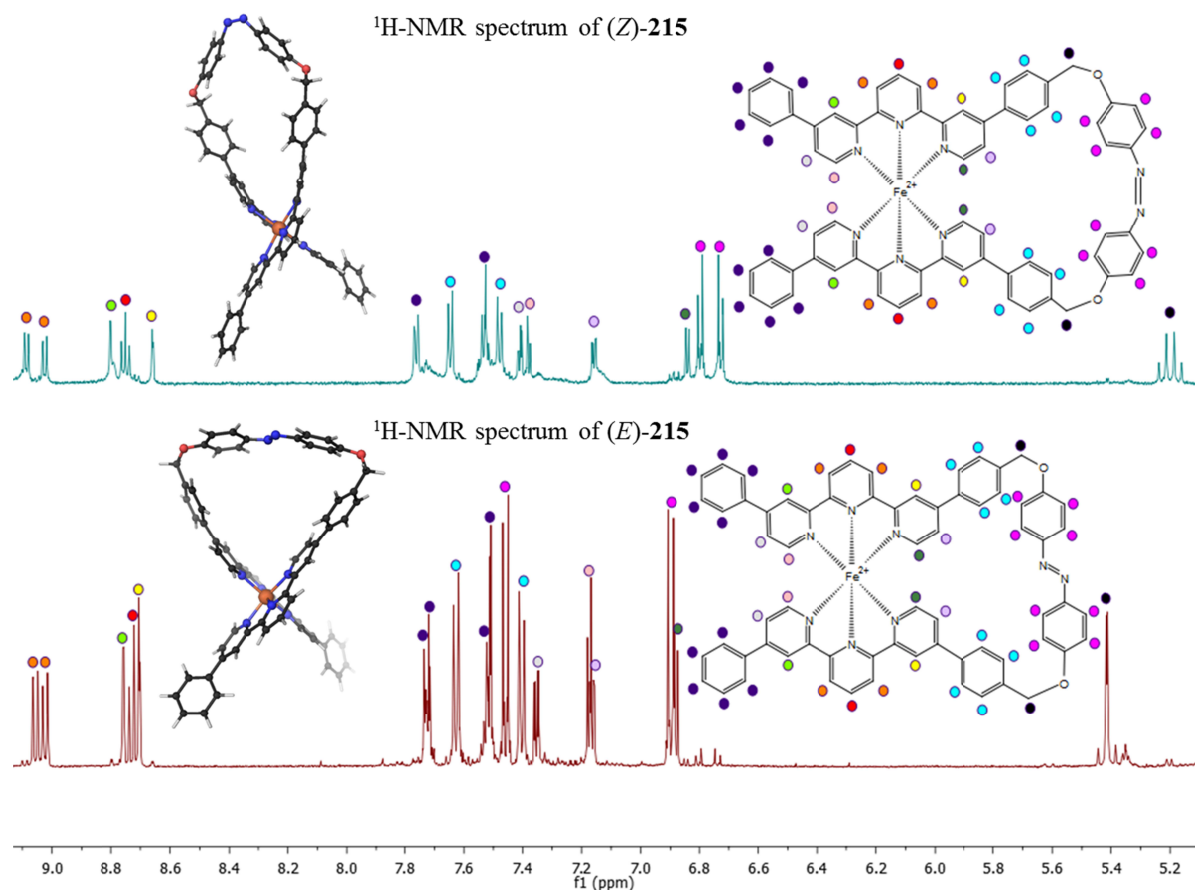 ¹H-NMR spectrum of (Z)-215
N N N
Fe²⁺
N N N
O
N
N
O
¹H-NMR spectrum of (E)-215
N N N
Fe²⁺
N N N
O
N
N
O
9.0 8.8 8.6 8.4 8.2 8.0 7.8 7.6 7.4 7.2 7.0 6.8 6.6 6.4 6.2 6.0 5.8 5.6 5.4 5.2
f1 (ppm)